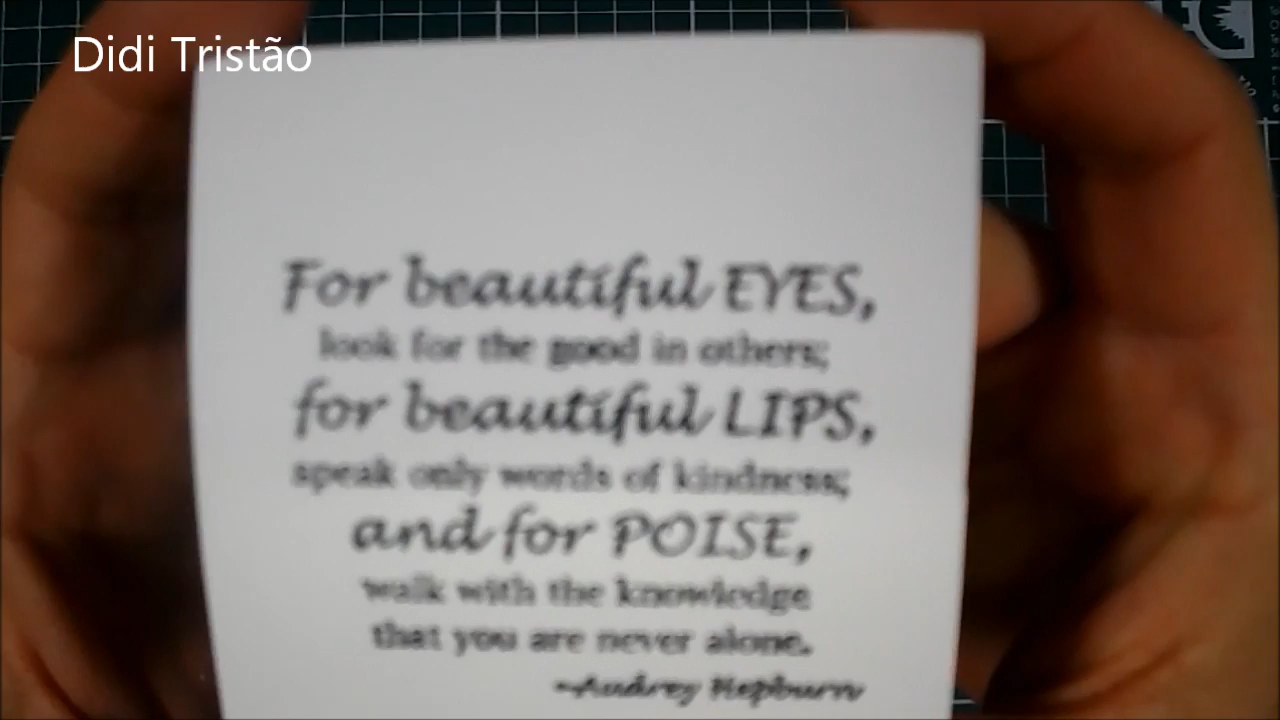 Didi Tristão
For beautiful EYES,
look for the good in others;
for beautiful LIPS,
speak only words of kindness;
and for POISE,
walk with the knowledge
that you are never alone.
~Audrey Hepburn